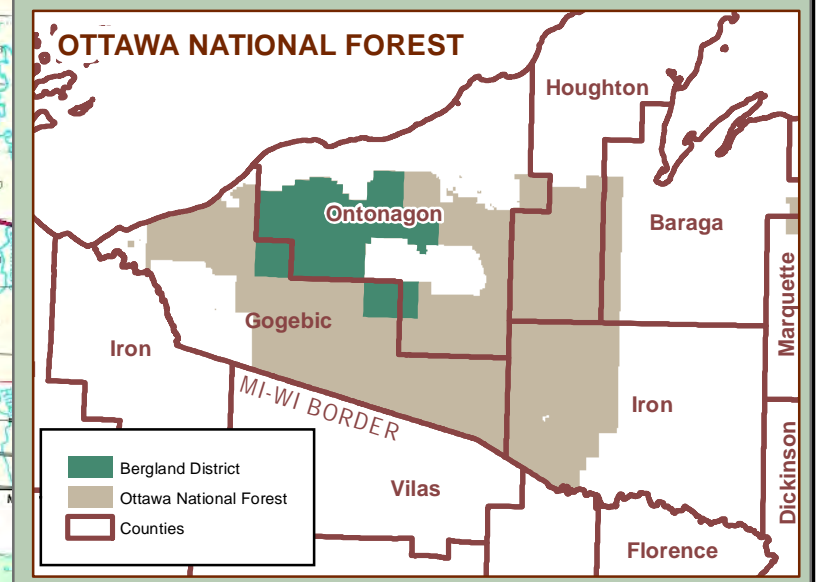 OTTAWA NATIONAL FOREST
Houghton
Ontonagon
Baraga
Marquette
Gogebic
Iron
Iron
MI-WI BORDER
Dickinson
Vilas
Florence
Bergland District
Ottawa National Forest
Counties